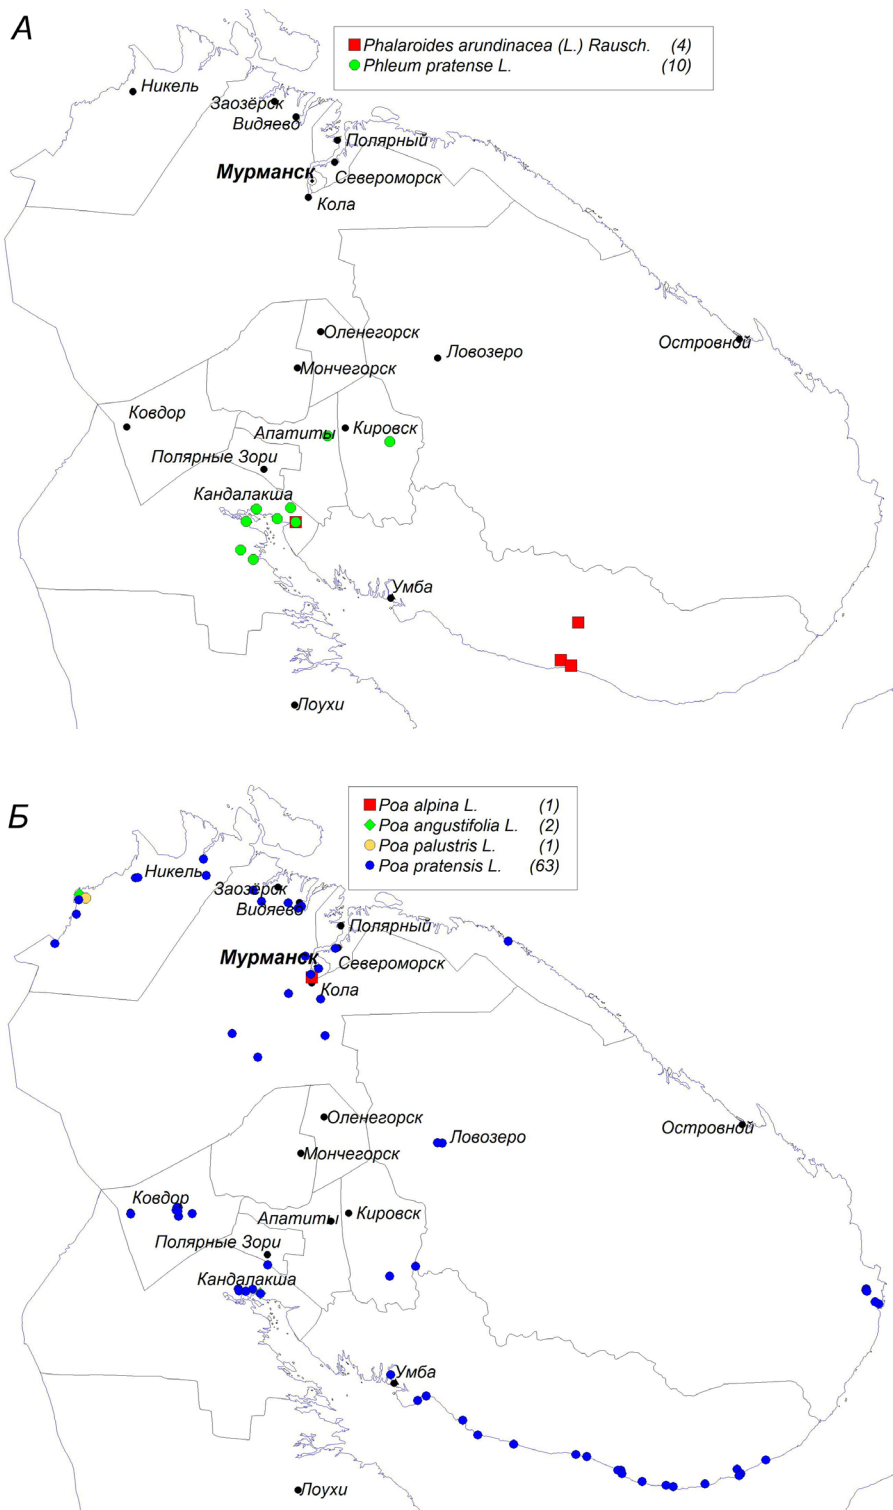 А
Phalaroides arundinacea (L.) Rausch. (4)
Phleum pratense L. (10)
Никель
Заозёрск
Видяево
Полярный
Мурманск
Североморск
Кола
Оленегорск
Островной
Ловозеро
Мончегорск
Ковдор
Апатиты
Кировск
Полярные Зори
Кандалакша
Умба
Лоухи
Б
Poa alpina L. (1)
Poa angustifolia L. (2)
Poa palustris L. (1)
Poa pratensis L. (63)
Никель
Заозёрск
Видяево
Полярный
Мурманск
Североморск
Кола
Оленегорск
Островной
Ловозеро
Мончегорск
Ковдор
Апатиты
Кировск
Полярные Зори
Кандалакша
Умба
Лоухи